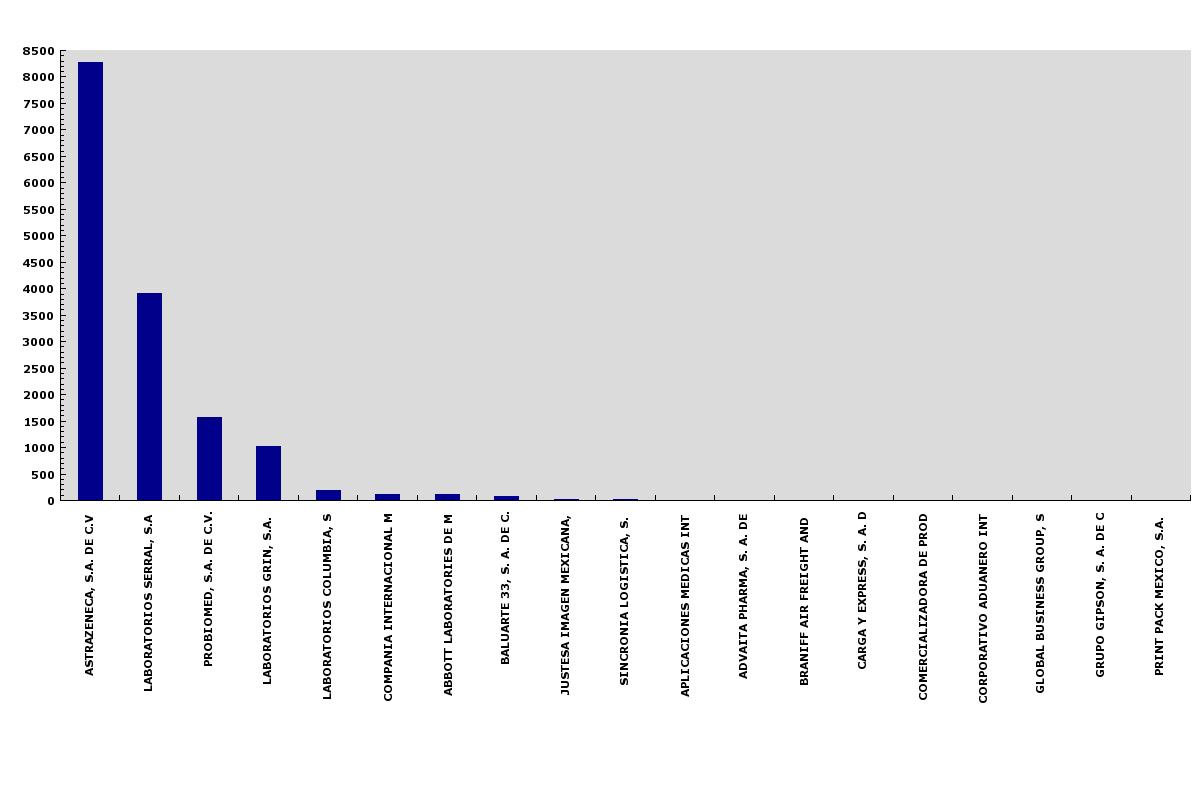 8500
8000
7500
7000
6500
6000
5500
5000
4500
4000
3500
3000
2500
2000
1500
1000
500
0
ASTRAZENECA, S.A. DE C.V
LABORATORIOS SERRAL, S.A
PROBIOMED, S.A. DE C.V.
LABORATORIOS GRIN, S.A.
LABORATORIOS COLUMBIA, S
COMPANIA INTERNACIONAL M
ABBOTT LABORATORIES DE M
BALUARTE 33, S. A. DE C.
JUSTESA IMAGEN MEXICANA,
SINCRONIA LOGISTICA, S.
APLICACIONES MEDICAS INT
ADVAITA PHARMA, S. A. DE
BRANIFF AIR FREIGHT AND
CARGA Y EXPRESS, S. A. D
COMERCIALIZADORA DE PROD
CORPORATIVO ADUANERO INT
GLOBAL BUSINESS GROUP, S
GRUPO GIPSON, S. A. DE C
PRINT PACK MEXICO, S.A.